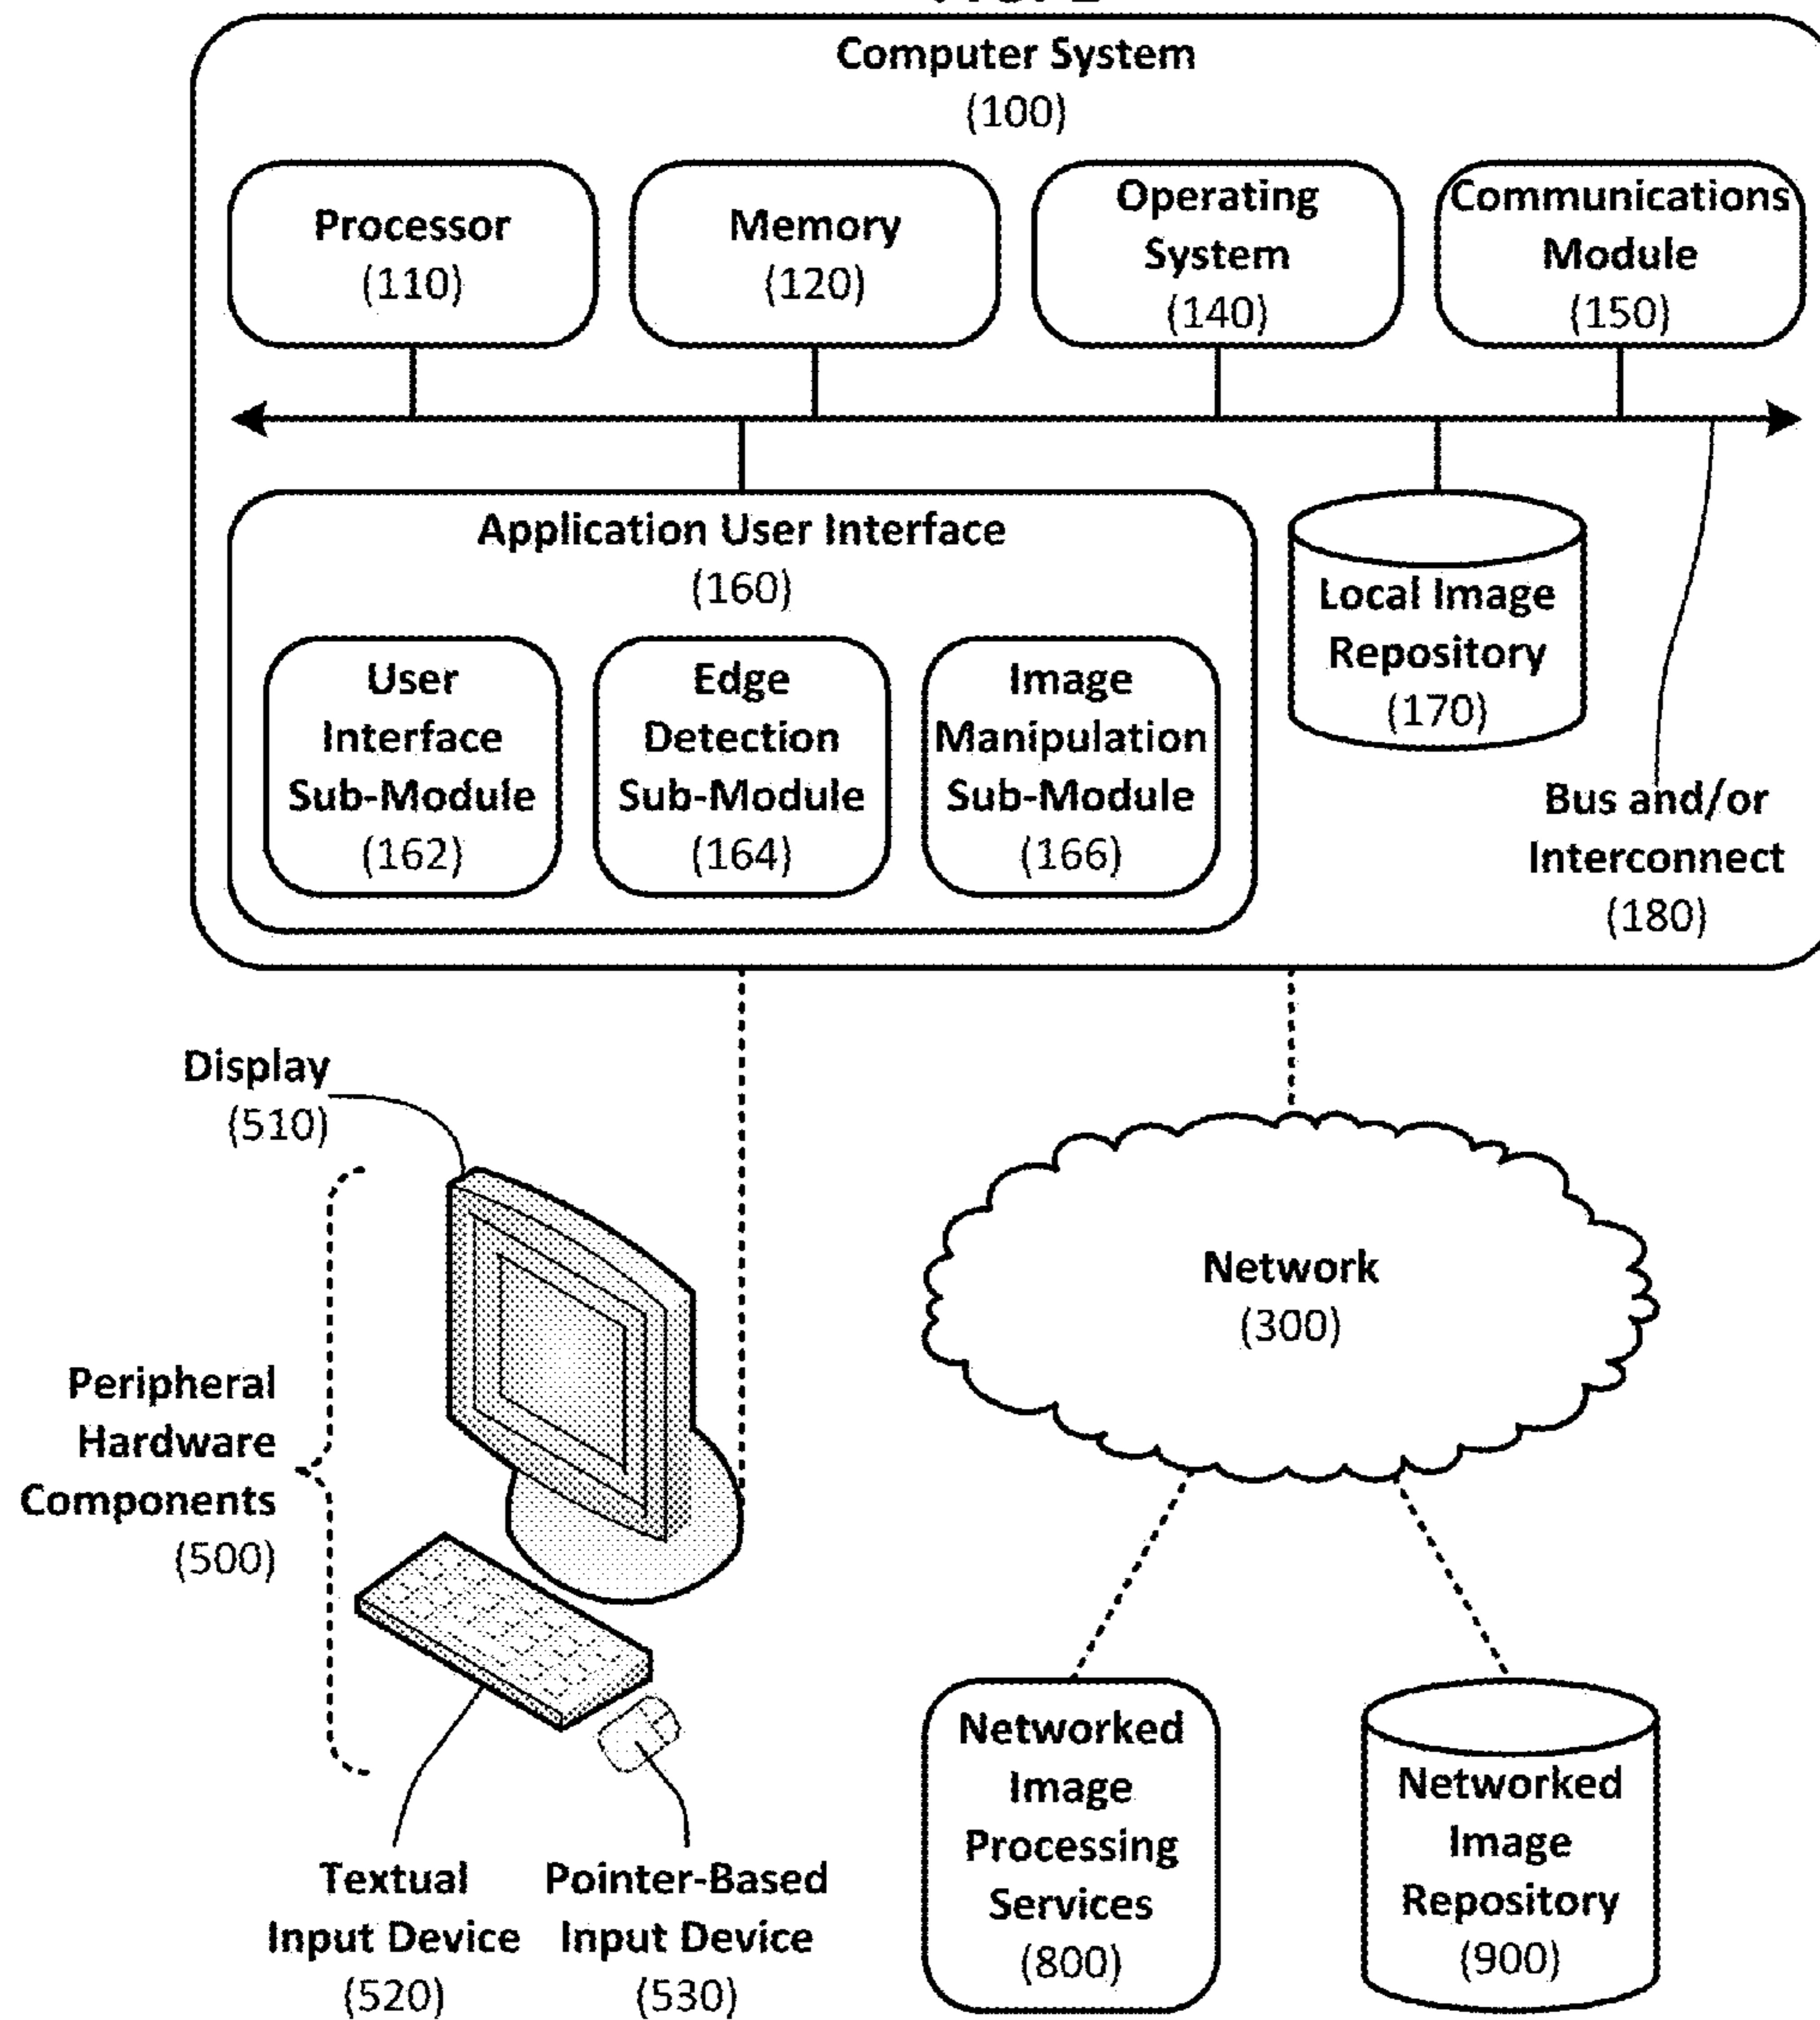 Computer System
(100)
Processor
(110)
Memory
(120)
Operating
System
(140)
Communications
Module
(150)
Application User Interface
(160)
User
Interface
Sub-Module
(162)
Edge
Detection
Sub-Module
(164)
Image
Manipulation
Sub-Module
(166)
Local Image
Repository
(170)
Bus and/or
Interconnect
(180)
Display
(510)
Peripheral
Hardware
Components
(500)
Textual
Input Device
(520)
Pointer-Based
Input Device
(530)
Network
(300)
Networked
Image
Processing
Services
(800)
Networked
Image
Repository
(900)